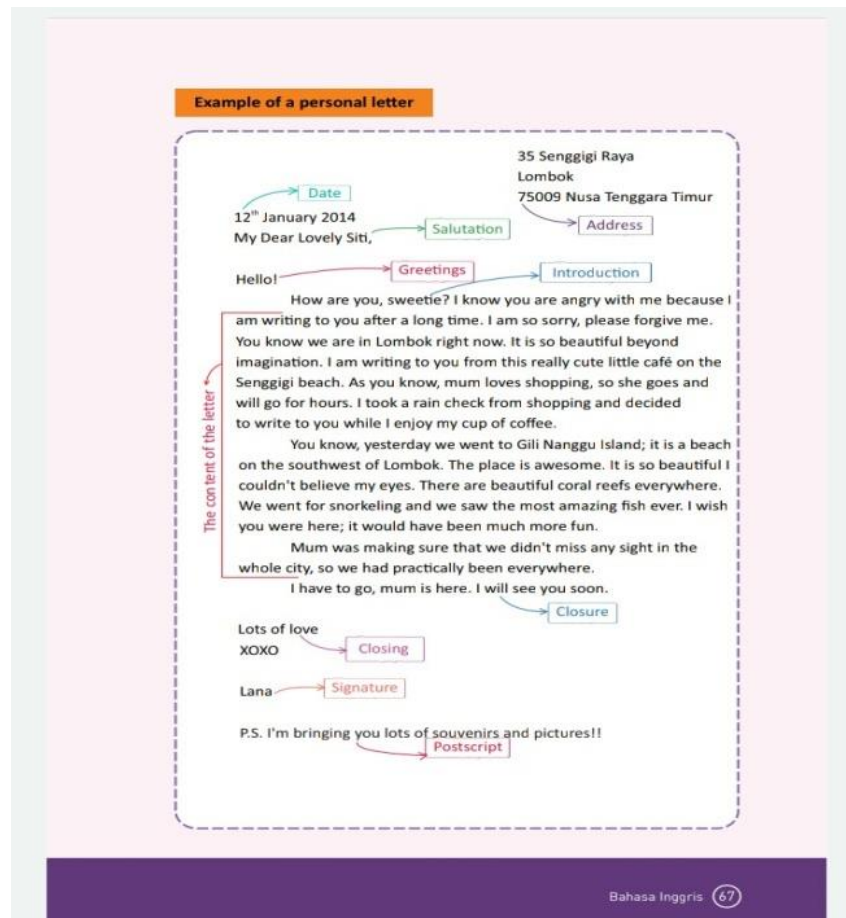 Example of a personal letter
35 Senggigi Raya
Lombok
75009 Nusa Tenggara Timur
Address
Date
12th January 2014
My Dear Lovely Siti,
Salutation
Hello!
Greetings
Introduction
How are you, sweetie? I know you are angry with me because I
am writing to you after a long time. I am so sorry, please forgive me.
You know we are in Lombok right now. It is so beautiful beyond
imagination. I am writing to you from this really cute little café on the
Senggigi beach. As you know, mum loves shopping, so she goes and
will go for hours. I took a rain check from shopping and decided
to write to you while I enjoy my cup of coffee.
You know, yesterday we went to Gili Nanggu Island; it is a beach
on the southwest of Lombok. The place is awesome. It is so beautiful I
couldn't believe my eyes. There are beautiful coral reefs everywhere.
We went for snorkeling and we saw the most amazing fish ever. I wish
you were here; it would have been much more fun.
Mum was making sure that we didn't miss any sight in the
whole city, so we had practically been everywhere.
I have to go, mum is here. I will see you soon.
The content of the letter
Closure
Lots of love
XOXO
Closing
Lana
Signature
P.S. I'm bringing you lots of souvenirs and pictures!!
Postscript
Bahasa Inggris 67